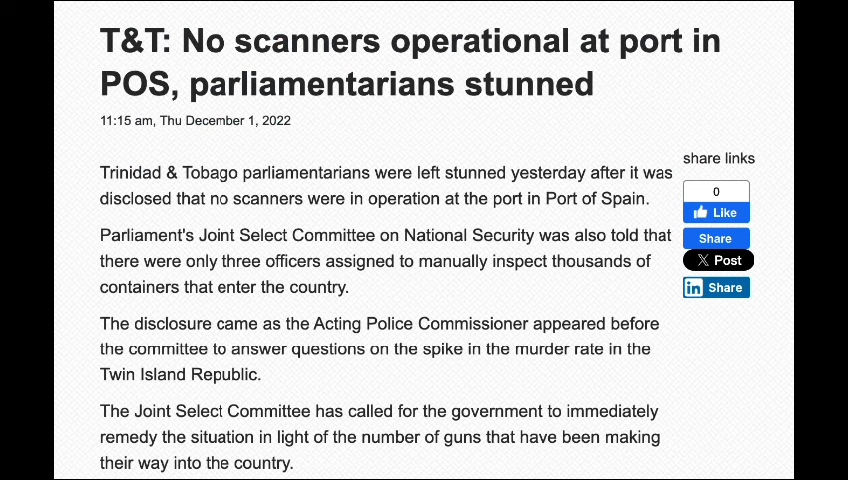 T&T: No scanners operational at port in
POS, parliamentarians stunned
11:15 am, Thu December 1, 2022
Trinidad & Tobago parliamentarians were left stunned yesterday after it was
disclosed that no scanners were in operation at the port in Port of Spain.
Parliament's Joint Select Committee on National Security was also told that
there were only three officers assigned to manually inspect thousands of
containers that enter the country.
The disclosure came as the Acting Police Commissioner appeared before
the committee to answer questions on the spike in the murder rate in the
Twin Island Republic.
The Joint Select Committee has called for the government to immediately
remedy the situation in light of the number of guns that have been making
their way into the country.
share links
0
Like
Share
X Post
in Share